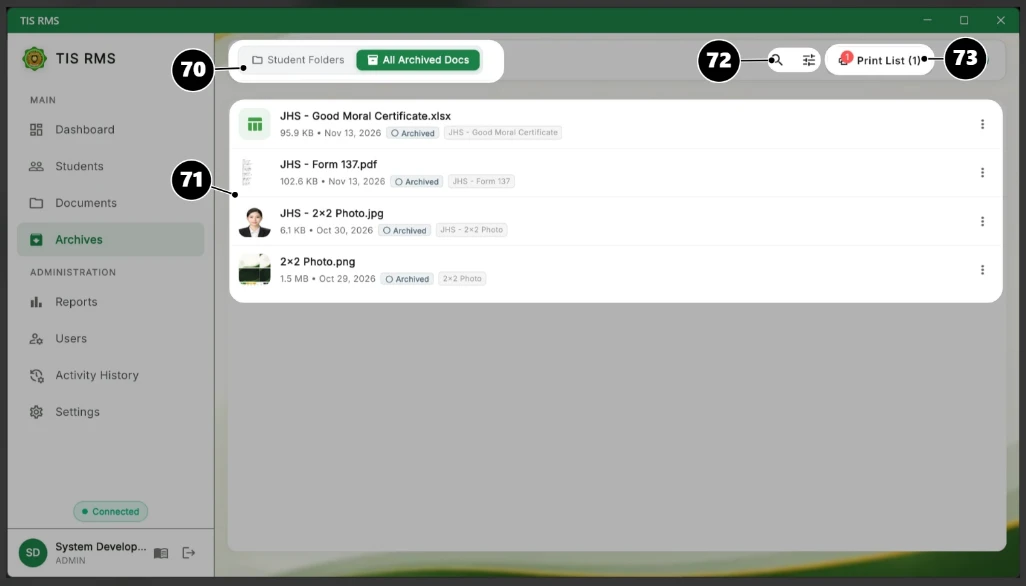 TIS RMS
TIS RMS
MAIN
Dashboard
Students
Documents
Archives
ADMINISTRATION
Reports
Users
Activity History
Settings
Connected
SD
System Develop...
ADMIN
70
Student Folders
All Archived Docs
72
1
Print List (1)
73
71
JHS - Good Moral Certificate.xlsx
95.9 KB • Nov 13, 2026 Archived JHS - Good Moral Certificate
JHS - Form 137.pdf
102.6 KB • Nov 13, 2026 Archived JHS - Form 137
JHS - 2×2 Photo.jpg
6.1 KB • Oct 30, 2026 Archived JHS - 2×2 Photo
2×2 Photo.png
1.5 MB • Oct 29, 2026 Archived 2×2 Photo